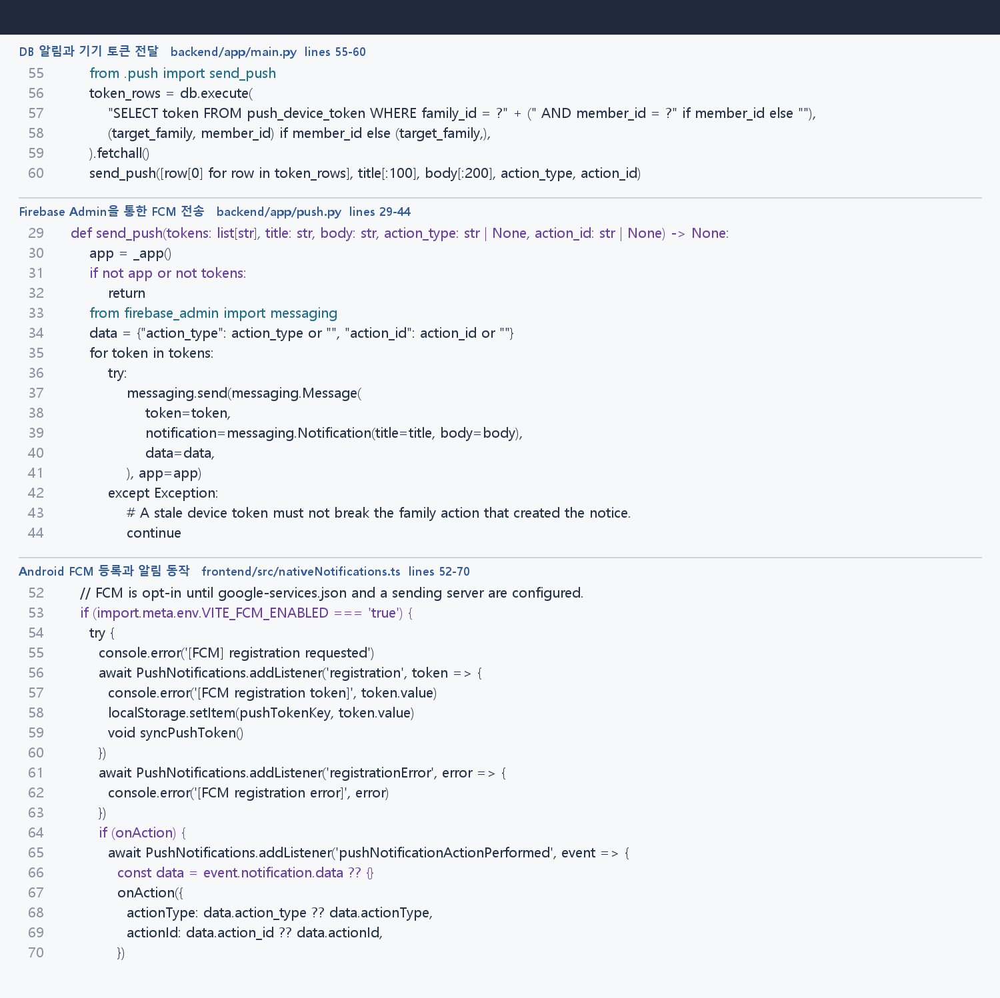 DB 알림과 기기 토큰 전달 backend/app/main.py lines 55-60
55 from .push import send_push
56 token_rows = db.execute(
57 "SELECT token FROM push_device_token WHERE family_id = ?" + (" AND member_id = ?" if member_id else ""),
58 (target_family, member_id) if member_id else (target_family,),
59 ).fetchall()
60 send_push([row[0] for row in token_rows], title[:100], body[:200], action_type, action_id)
Firebase Admin을 통한 FCM 전송 backend/app/push.py lines 29-44
29 def send_push(tokens: list[str], title: str, body: str, action_type: str | None, action_id: str | None) -> None:
30 app = _app()
31 if not app or not tokens:
32 return
33 from firebase_admin import messaging
34 data = {"action_type": action_type or "", "action_id": action_id or ""}
35 for token in tokens:
36 try:
37 messaging.send(messaging.Message(
38 token=token,
39 notification=messaging.Notification(title=title, body=body),
40 data=data,
41 ), app=app)
42 except Exception:
43 # A stale device token must not break the family action that created the notice.
44 continue
Android FCM 등록과 알림 동작 frontend/src/nativeNotifications.ts lines 52-70
52 // FCM is opt-in until google-services.json and a sending server are configured.
53 if (import.meta.env.VITE_FCM_ENABLED === 'true') {
54 try {
55 console.error('[FCM] registration requested')
56 await PushNotifications.addListener('registration', token => {
57 console.error('[FCM registration token]', token.value)
58 localStorage.setItem(pushTokenKey, token.value)
59 void syncPushToken()
60 })
61 await PushNotifications.addListener('registrationError', error => {
62 console.error('[FCM registration error]', error)
63 })
64 if (onAction) {
65 await PushNotifications.addListener('pushNotificationActionPerformed', event => {
66 const data = event.notification.data ?? {}
67 onAction({
68 actionType: data.action_type ?? data.actionType,
69 actionId: data.action_id ?? data.actionId,
70 })